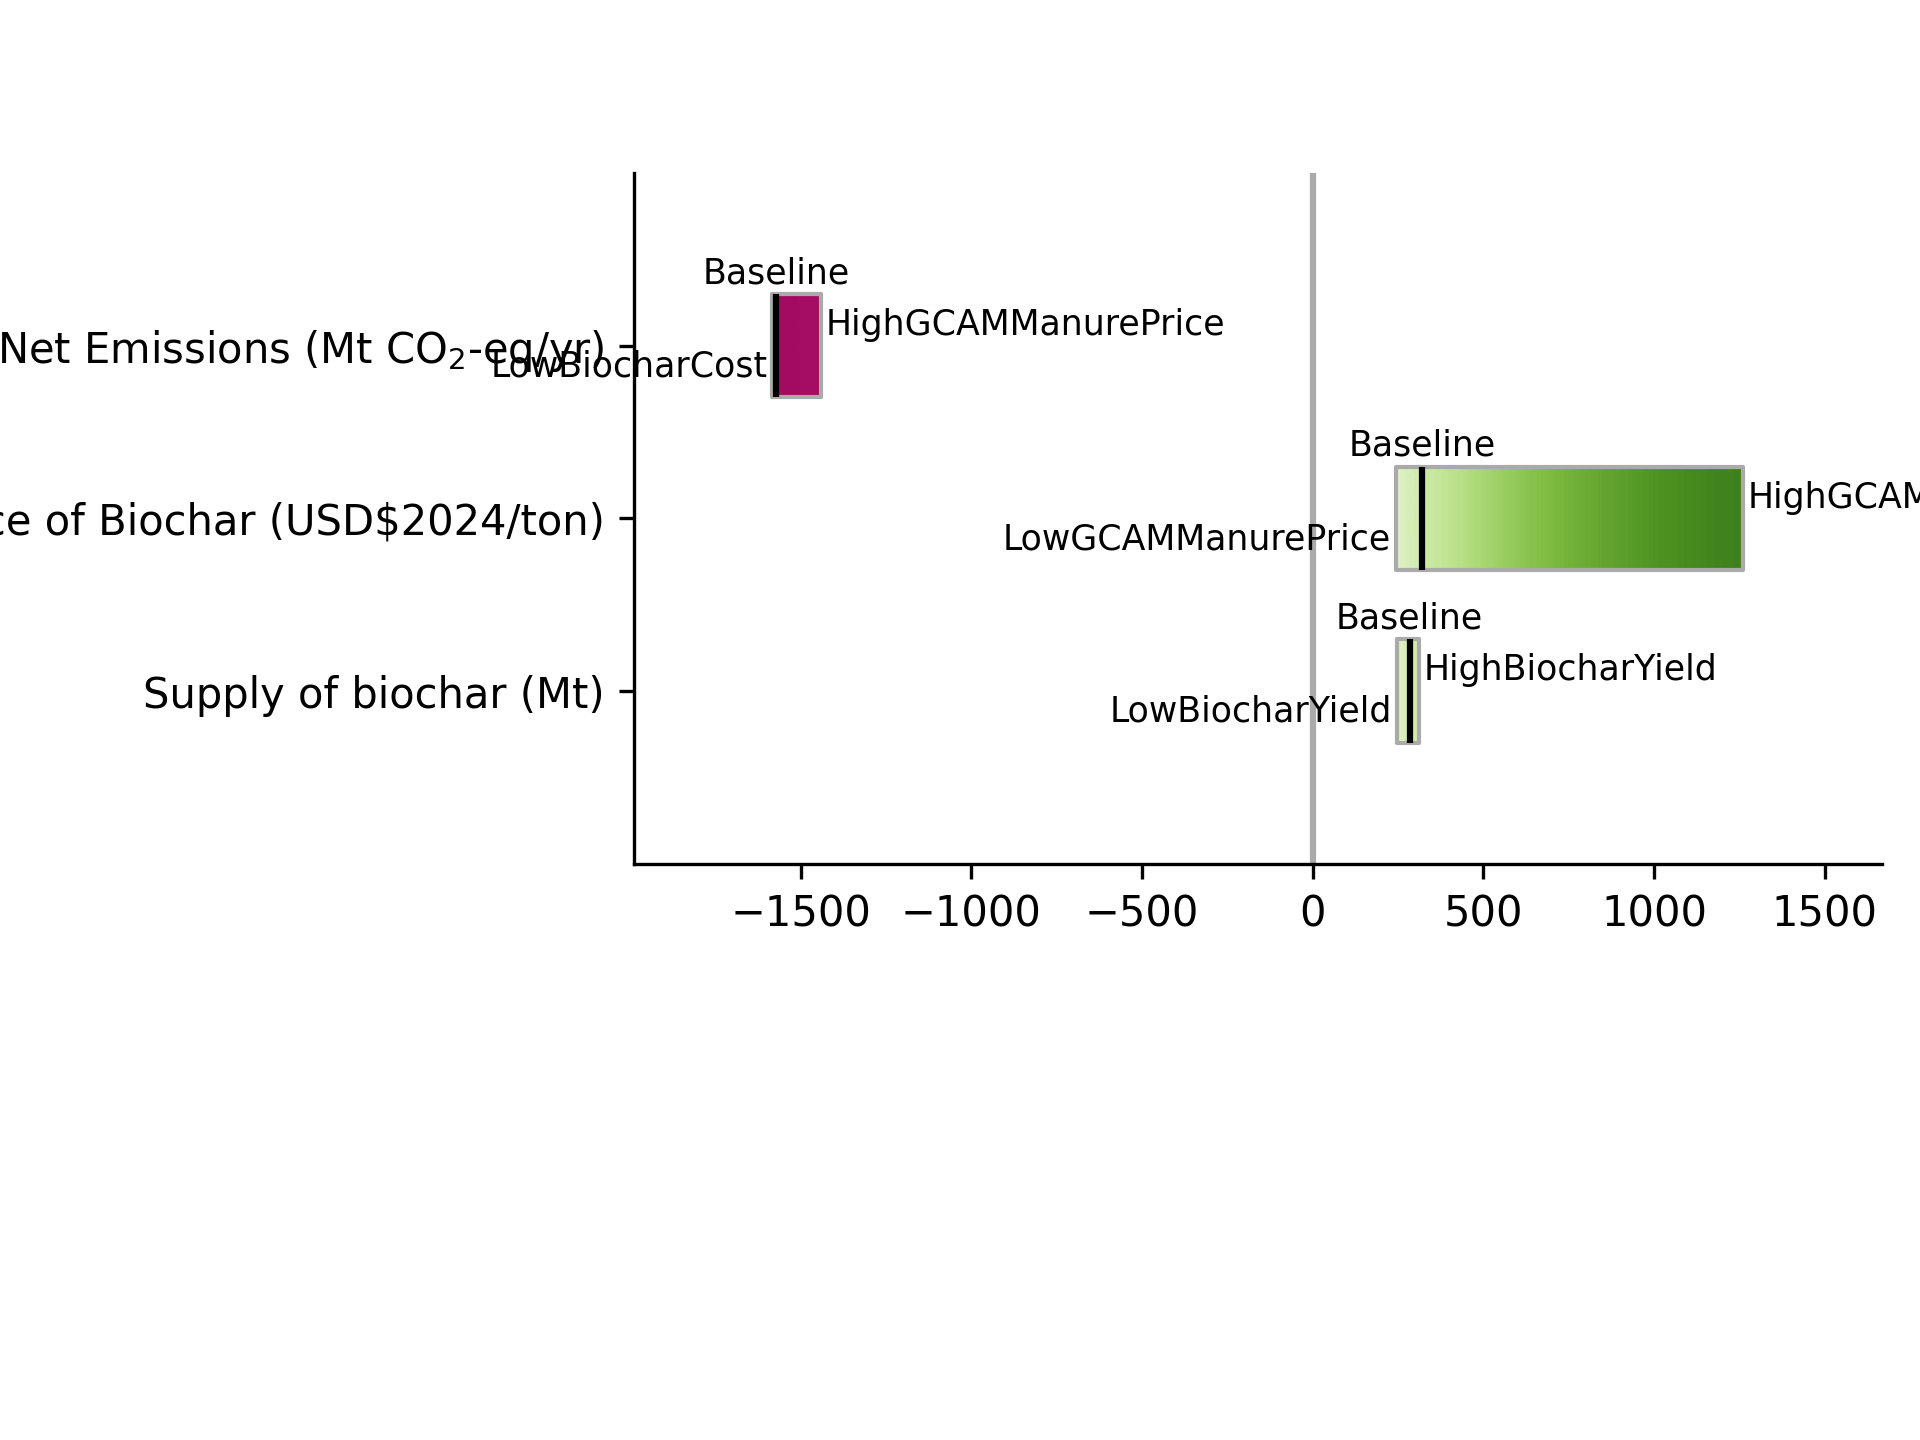 Baseline
HighGCAMManurePrice
Net Emissions (Mt CO₂-eq/yr)
LowBiocharCost
Baseline
HighGCAM
ce of Biochar (USD$2024/ton)
LowGCAMManurePrice
Baseline
HighBiocharYield
Supply of biochar (Mt)
LowBiocharYield
−1500 −1000 −500 0 500 1000 1500